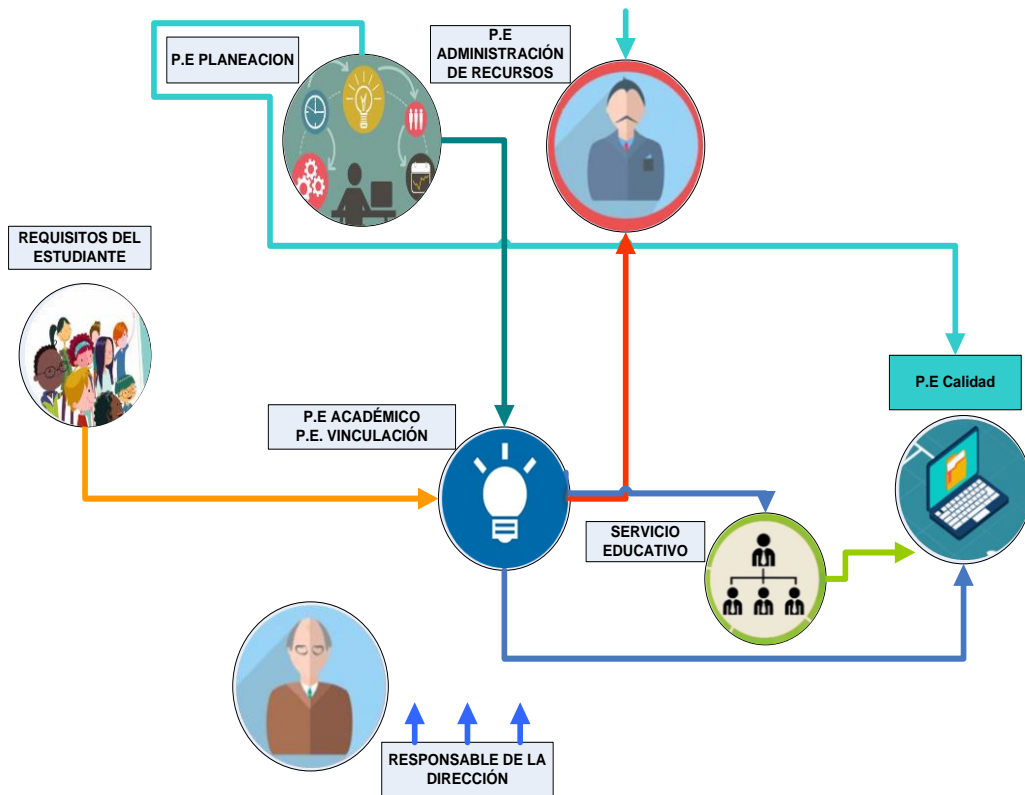 P.E PLANEACION
P.E
ADMINISTRACIÓN
DE RECURSOS
REQUISITOS DEL
ESTUDIANTE
P.E Calidad
P.E ACADÉMICO
P.E. VINCULACIÓN
SERVICIO
EDUCATIVO
RESPONSABLE DE LA
DIRECCIÓN